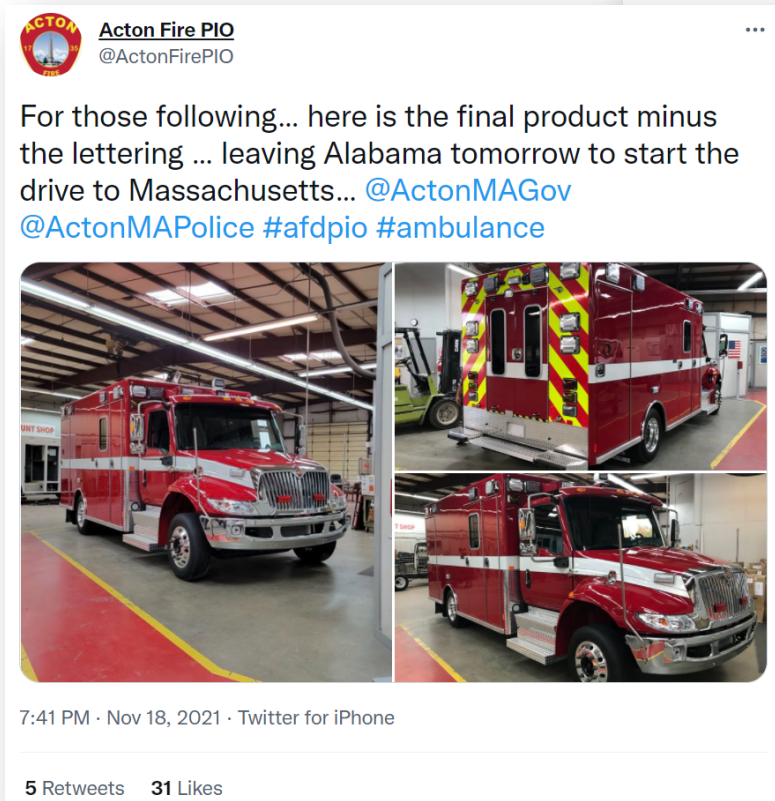 ACTON
17 35
FIRE
Acton Fire PIO
@ActonFirePIO
For those following... here is the final product minus
the lettering ... leaving Alabama tomorrow to start the
drive to Massachusetts... @ActonMAGov
@ActonMAPolice #afdpio #ambulance
UNT SHOP
T SHOP
7:41 PM · Nov 18, 2021 · Twitter for iPhone
5 Retweets 31 Likes